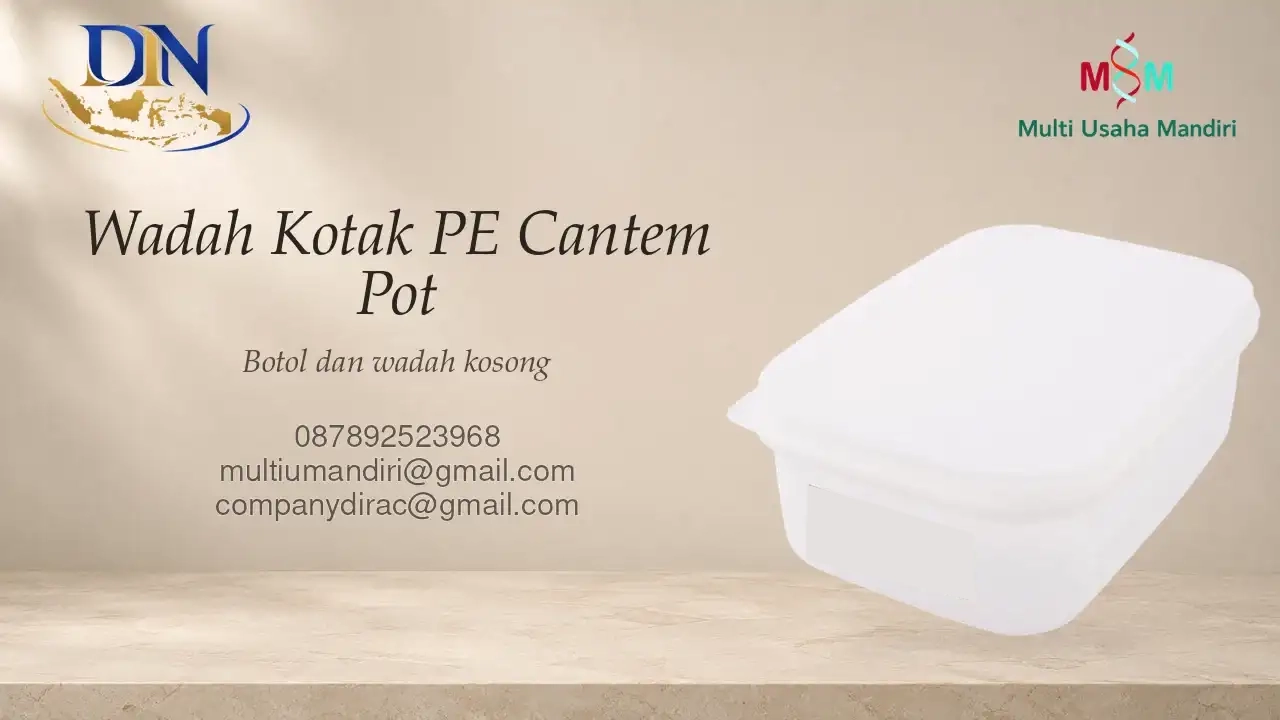 DN
MSM
Multi Usaha Mandiri
Wadah Kotak PE Cantem
Pot
Botol dan wadah kosong
087892523968
multiumandiri@gmail.com
companydirac@gmail.com